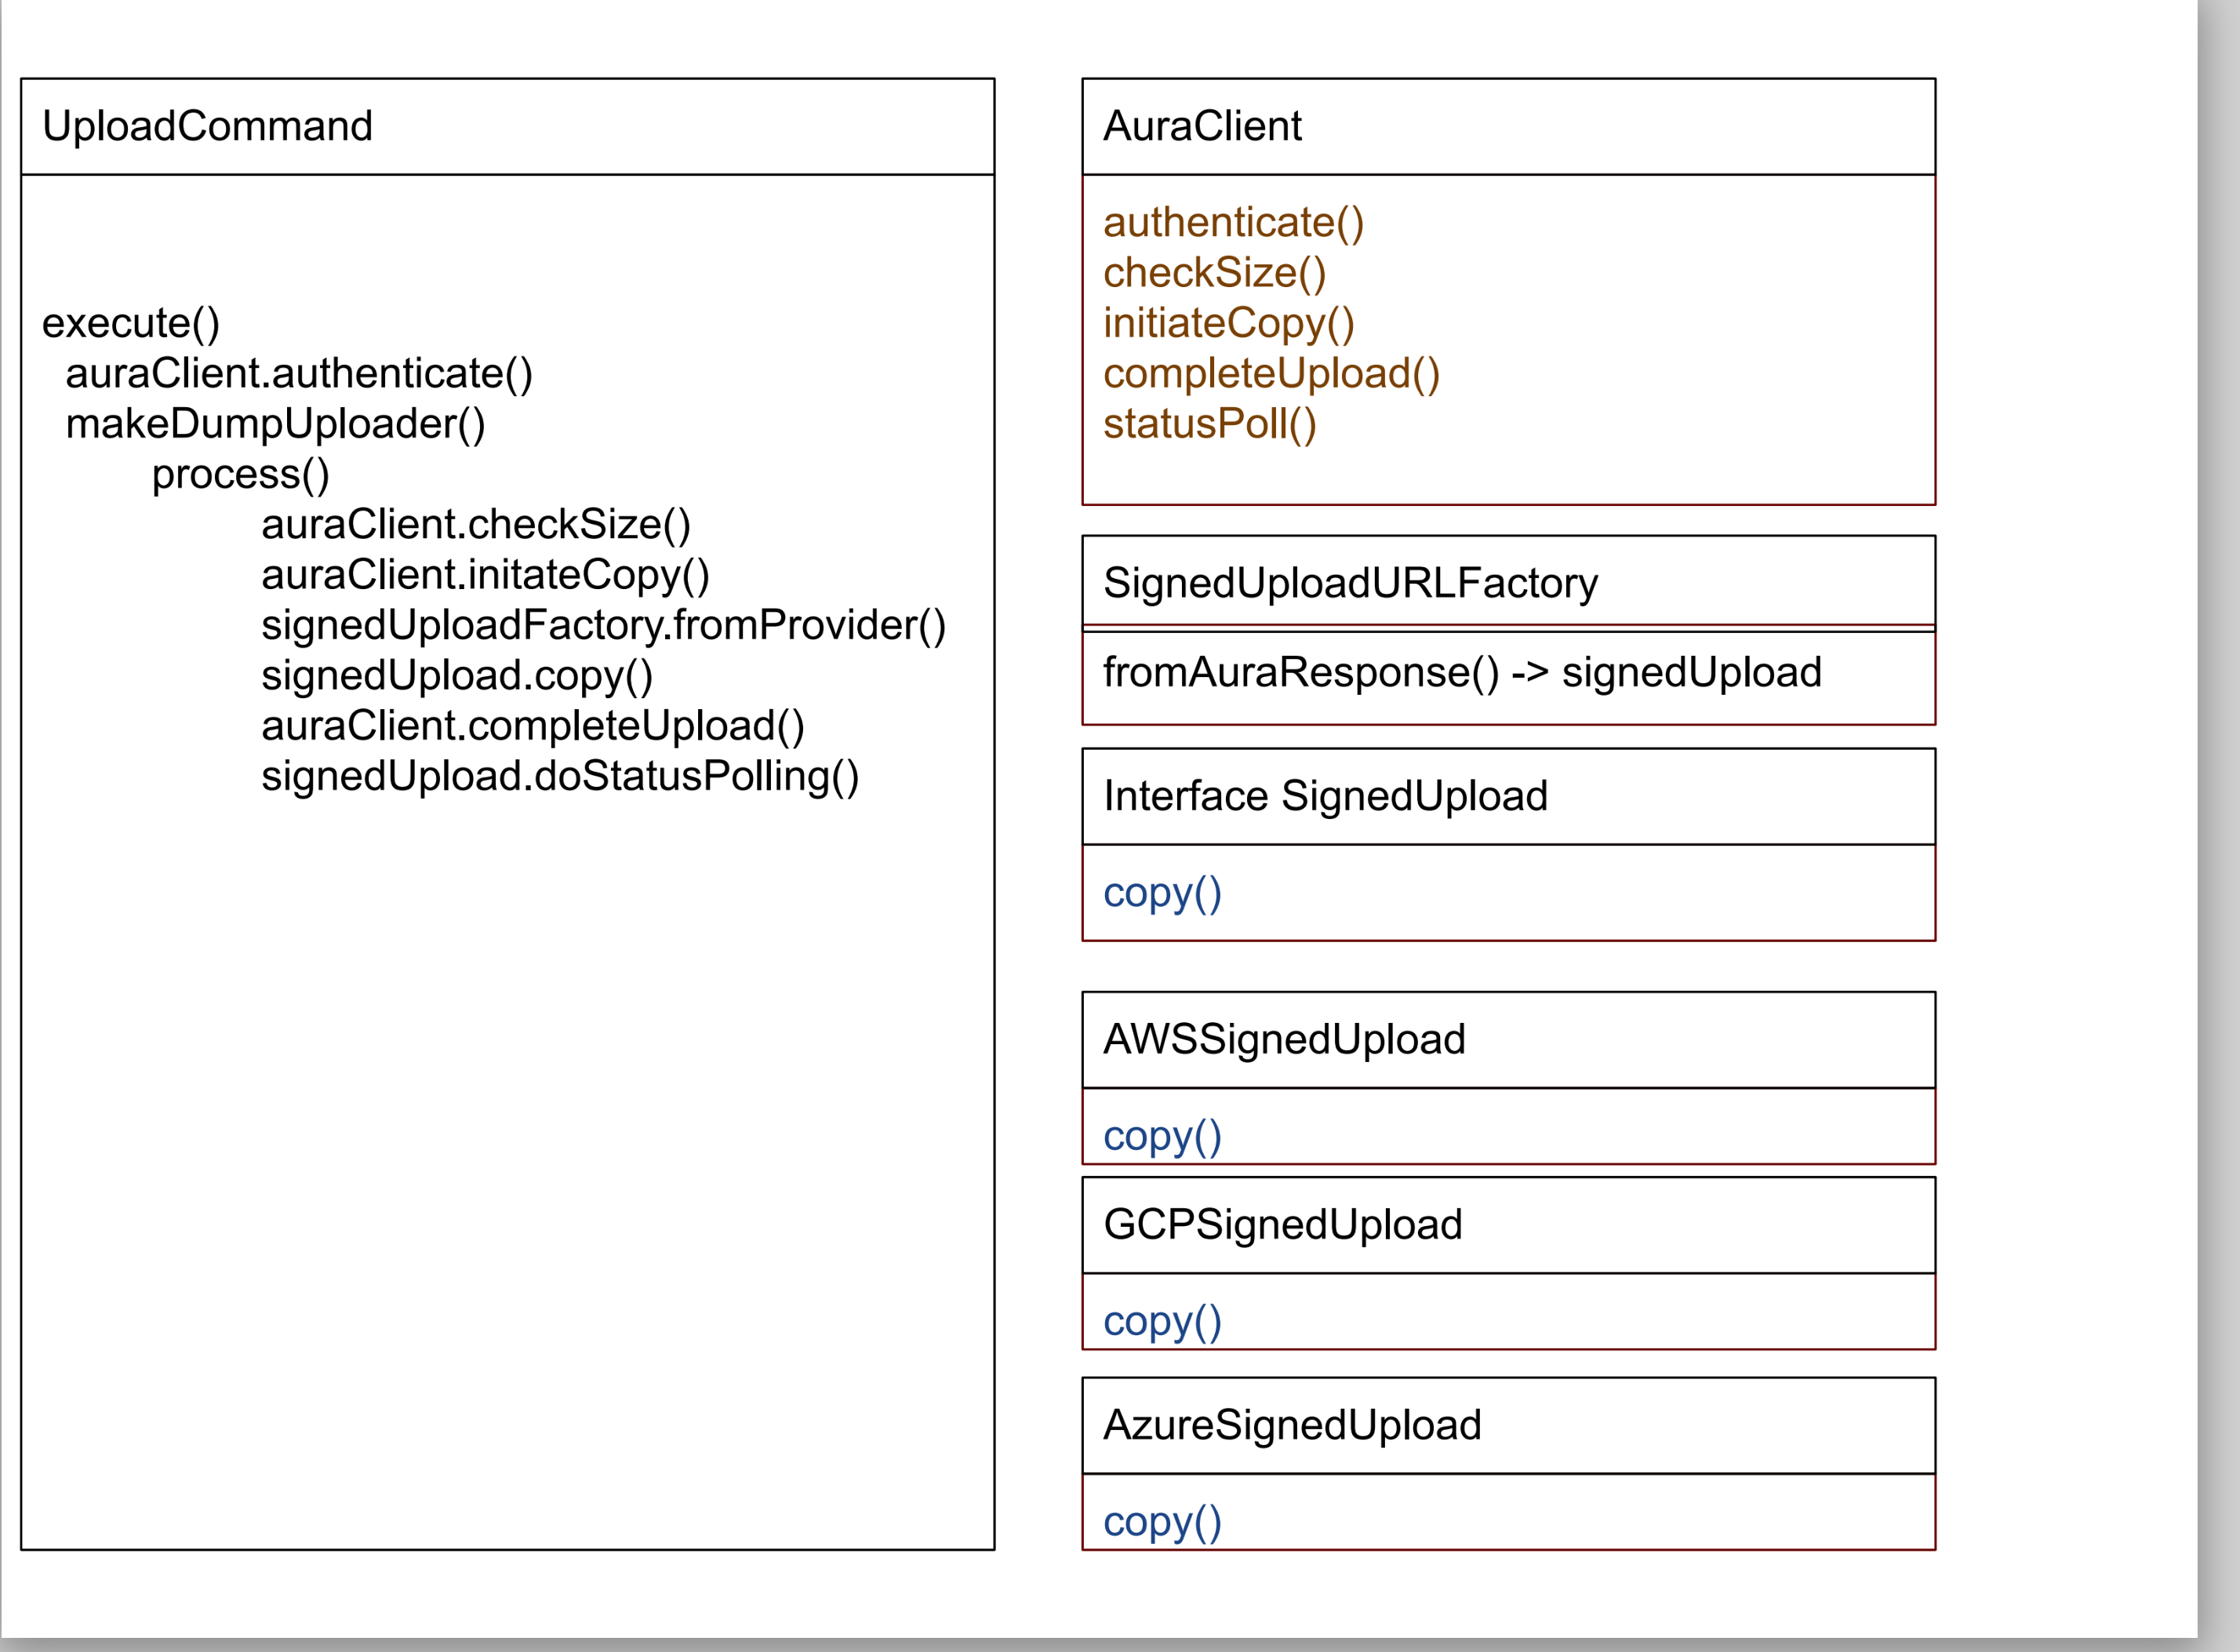 UploadCommand
execute()
auraClient.authenticate()
makeDumpUploader()
process()
auraClient.checkSize()
auraClient.initateCopy()
signedUploadFactory.fromProvider()
signedUpload.copy()
auraClient.completeUpload()
signedUpload.doStatusPolling()
AuraClient
authenticate()
checkSize()
initiateCopy()
completeUpload()
statusPoll()
SignedUploadURLFactory
fromAuraResponse() -> signedUpload
Interface SignedUpload
copy()
AWSSignedUpload
copy()
GCPSignedUpload
copy()
AzureSignedUpload
copy()